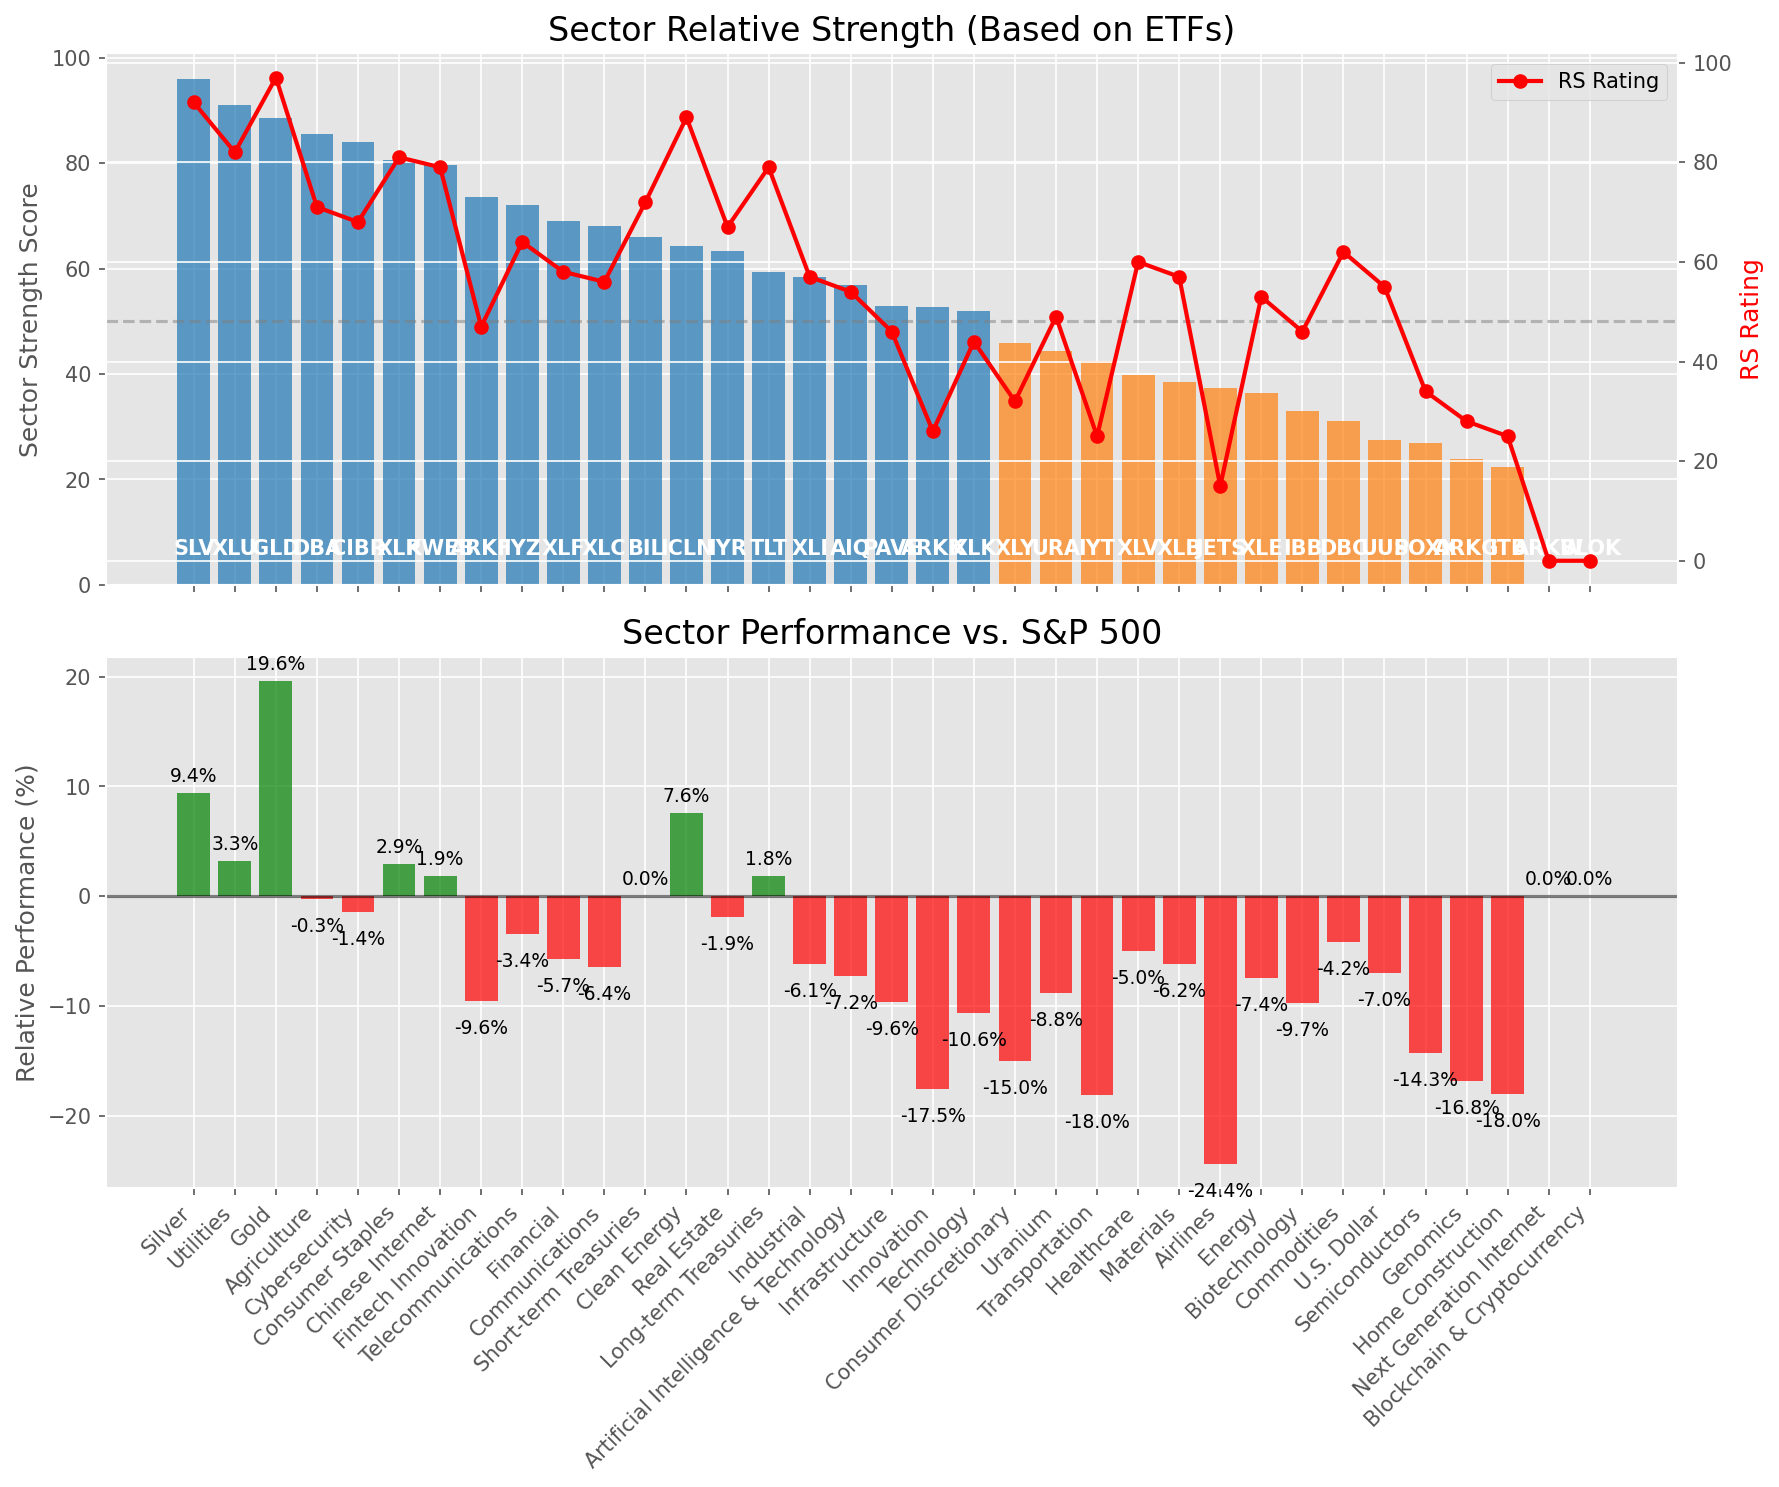 Sector Relative Strength (Based on ETFs)
Sector Strength Score
100
80
60
40
20
0
RS Rating
100
80
60
40
20
0
RS Rating
SLV XLU GLD DBA CIBR XLP KWEB ARKF IYZ XLF XLC BIL ICLN IYR TLT XLI AIQ PAVE ARKK XLK XLY URA IYT XLV XLB JETS XLE IBB DBC UUP SOXX ARKG ITB ARKW BLOK
Sector Performance vs. S&P 500
Relative Performance (%)
20
10
0
−10
−20
9.4%
3.3%
19.6%
-0.3%
-1.4%
2.9%
1.9%
-9.6%
-3.4%
-5.7%
-6.4%
0.0%
7.6%
-1.9%
1.8%
-6.1%
-7.2%
-9.6%
-17.5%
-10.6%
-15.0%
-8.8%
-18.0%
-5.0%
-6.2%
-24.4%
-7.4%
-9.7%
-4.2%
-7.0%
-14.3%
-16.8%
-18.0%
0.0%
0.0%
Silver
Utilities
Gold
Agriculture
Cybersecurity
Consumer Staples
Chinese Internet
Fintech Innovation
Telecommunications
Financial
Communications
Short-term Treasuries
Clean Energy
Real Estate
Long-term Treasuries
Industrial
Artificial Intelligence & Technology
Infrastructure
Innovation
Technology
Consumer Discretionary
Uranium
Transportation
Healthcare
Materials
Airlines
Energy
Biotechnology
Commodities
U.S. Dollar
Semiconductors
Genomics
Home Construction
Next Generation Internet
Blockchain & Cryptocurrency